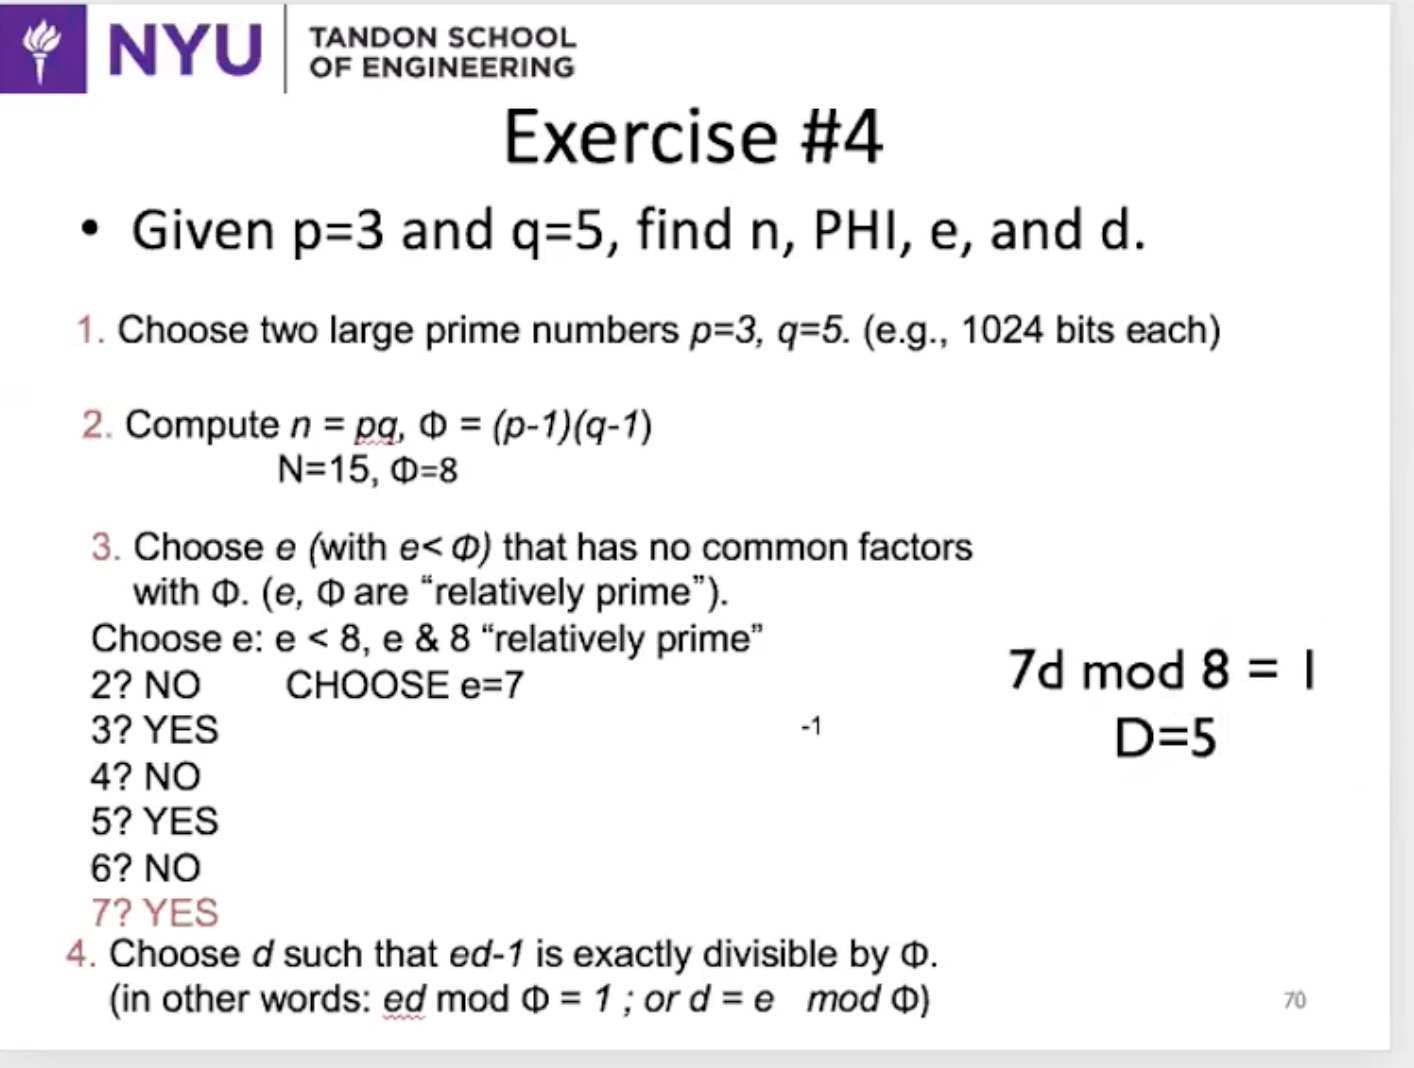 NYU
TANDON SCHOOL
OF ENGINEERING
Exercise #4
• Given p=3 and q=5, find n, PHI, e, and d.
1. Choose two large prime numbers p=3, q=5. (e.g., 1024 bits each)
2. Compute n = pq, Φ = (p-1)(q-1)
N=15, Φ=8
3. Choose e (with e< Φ) that has no common factors
with Φ. (e, Φ are “relatively prime”).
Choose e: e < 8, e & 8 “relatively prime”
2? NO CHOOSE e=7
3? YES
4? NO
5? YES
6? NO
7? YES
7d mod 8 = 1
D=5
-1
4. Choose d such that ed-1 is exactly divisible by Φ.
(in other words: ed mod Φ = 1 ; or d = e mod Φ)
70